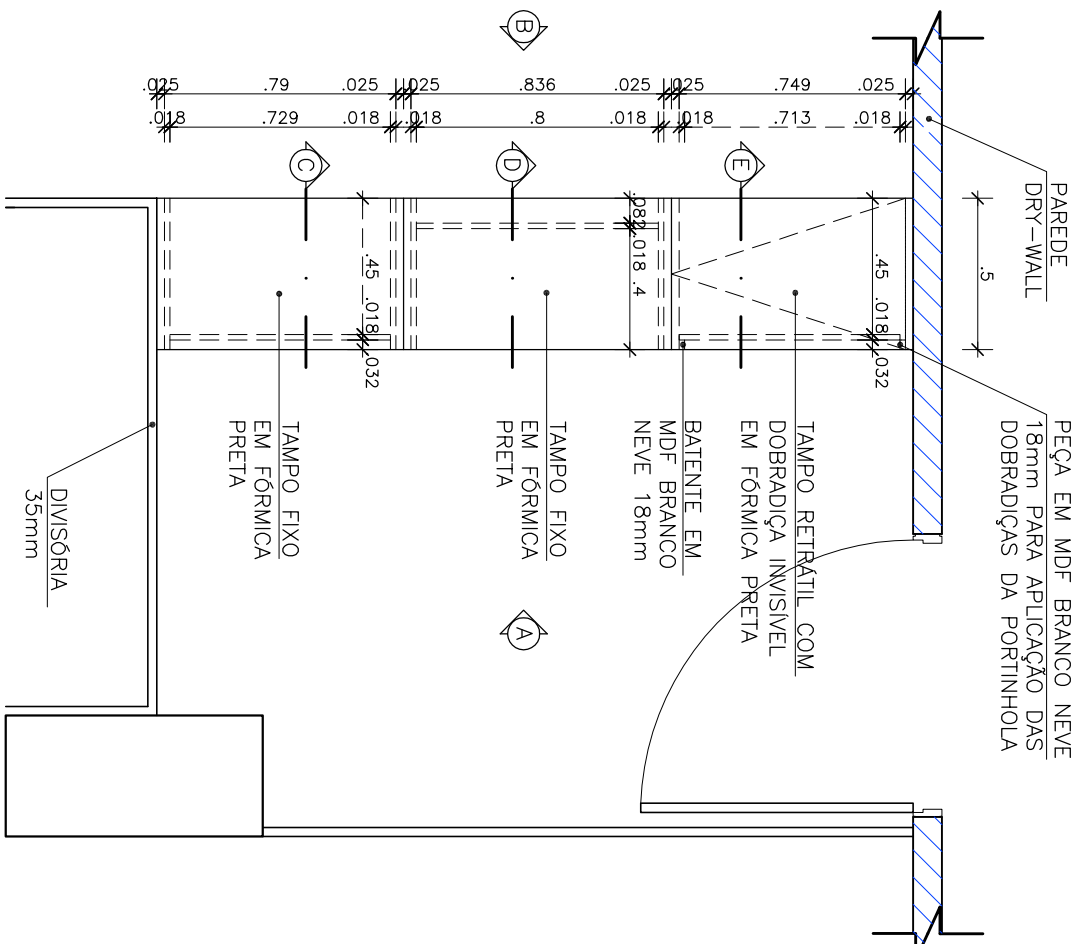 B
.025
.79
.025
.025
.836
.025
.025
.749
.025
.018
.729
.018
.018
.8
.018
.018
.713
.018
C
D
E
PAREDE
DRY-WALL
.5
.45
.018
.032
.082
.018
.4
.45
.018
.032
PEÇA EM MDF BRANCO NEVE
18mm PARA APLICAÇÃO DAS
DOBRADIÇAS DA PORTINHOLA
TAMPO RETRÁTIL COM
DOBRADIÇA INVISÍVEL
EM FÓRMICA PRETA
BATENTE EM
MDF BRANCO
NEVE 18mm
TAMPO FIXO
EM FÓRMICA
PRETA
TAMPO FIXO
EM FÓRMICA
PRETA
DIVISÓRIA
35mm
A